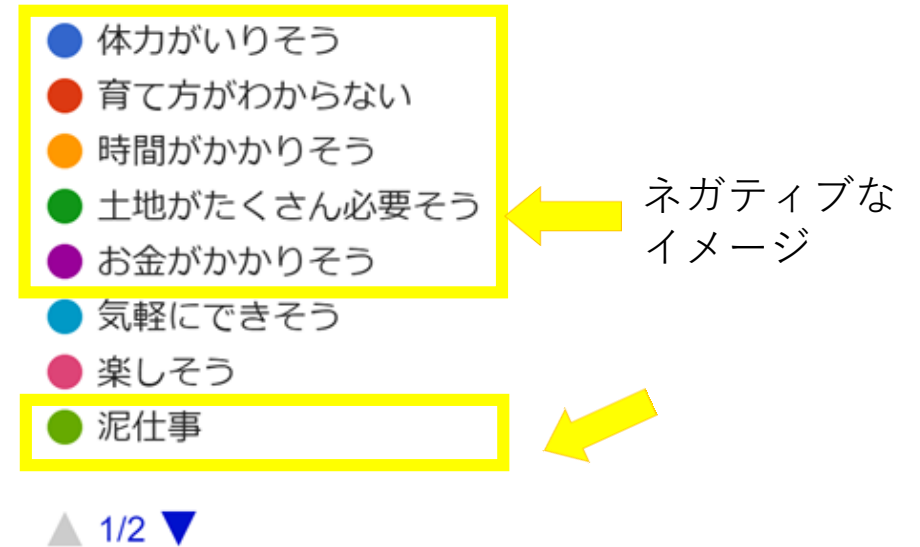 体力がいりそう
育て方がわからない
時間がかかりそう
土地がたくさん必要そう
お金がかかりそう
気軽にできそう
楽しそう
泥仕事
1/2
ネガティブな
イメージ